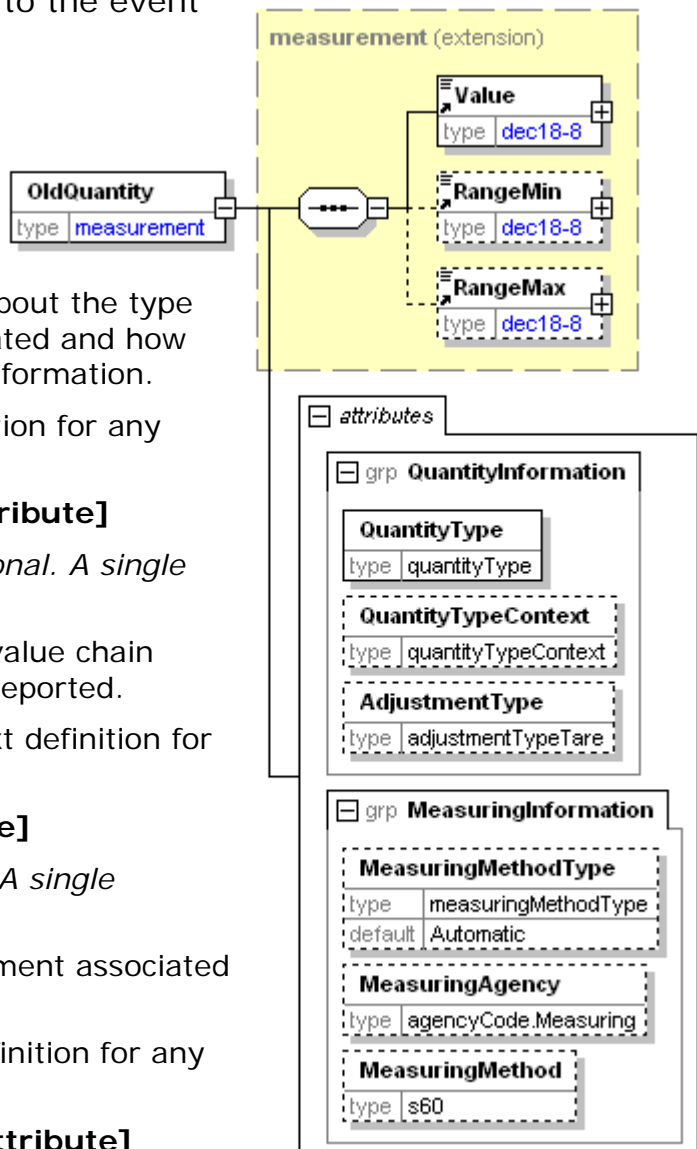 to the event
bout the type
ated and how
nformation.
ion for any
ribute]
onal. A single
value chain
reported.
t definition for
e]
A single
ment associated
inition for any
ttribute]
measurement (extension)
OldQuantity
type measurement
Value
type dec18-8
RangeMin
type dec18-8
RangeMax
type dec18-8
attributes
grp QuantityInformation
QuantityType
type quantityType
QuantityTypeContext
type quantityTypeContext
AdjustmentType
type adjustmentTypeTare
grp MeasuringInformation
MeasuringMethodType
type measuringMethodType
default Automatic
MeasuringAgency
type agencyCode.Measuring
MeasuringMethod
type s60